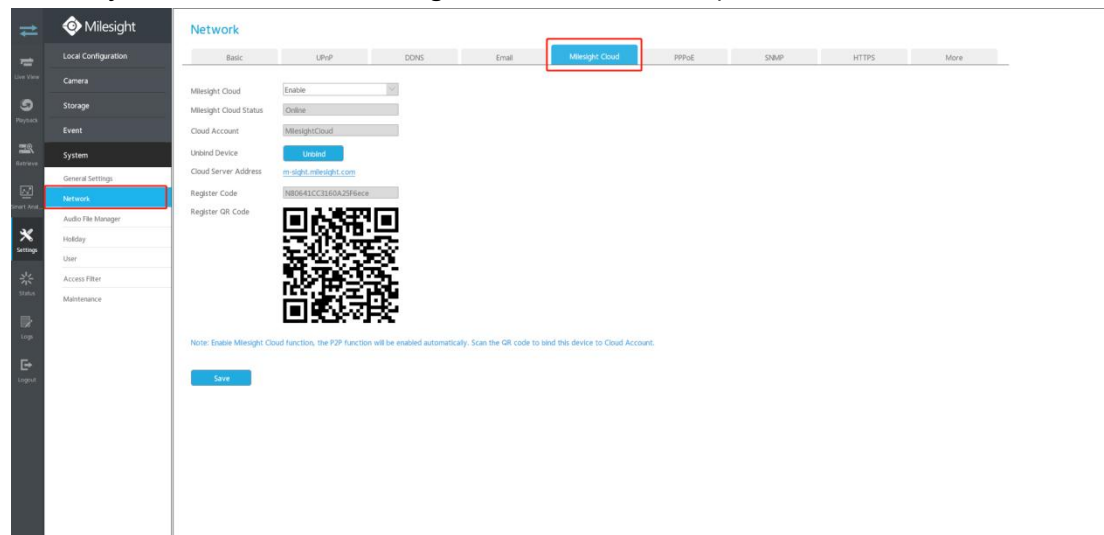 Milesight
Live View
Playback
Retrieve
Smart Anal...
Settings
Status
Logs
Logout
Local Configuration
Camera
Storage
Event
System
General Settings
Network
Audio File Manager
Holiday
User
Access Filter
Maintenance
Network
Basic UPnP DDNS Email Milesight Cloud PPPoE SNMP HTTPS More
Milesight Cloud Enable
Milesight Cloud Status Online
Cloud Account MilesightCloud
Unbind Device Unbind
Cloud Server Address m-sight.milesight.com
Register Code N80641CC3160A25F6ece
Register QR Code
Note: Enable Milesight Cloud function, the P2P function will be enabled automatically. Scan the QR code to bind this device to Cloud Account.
Save